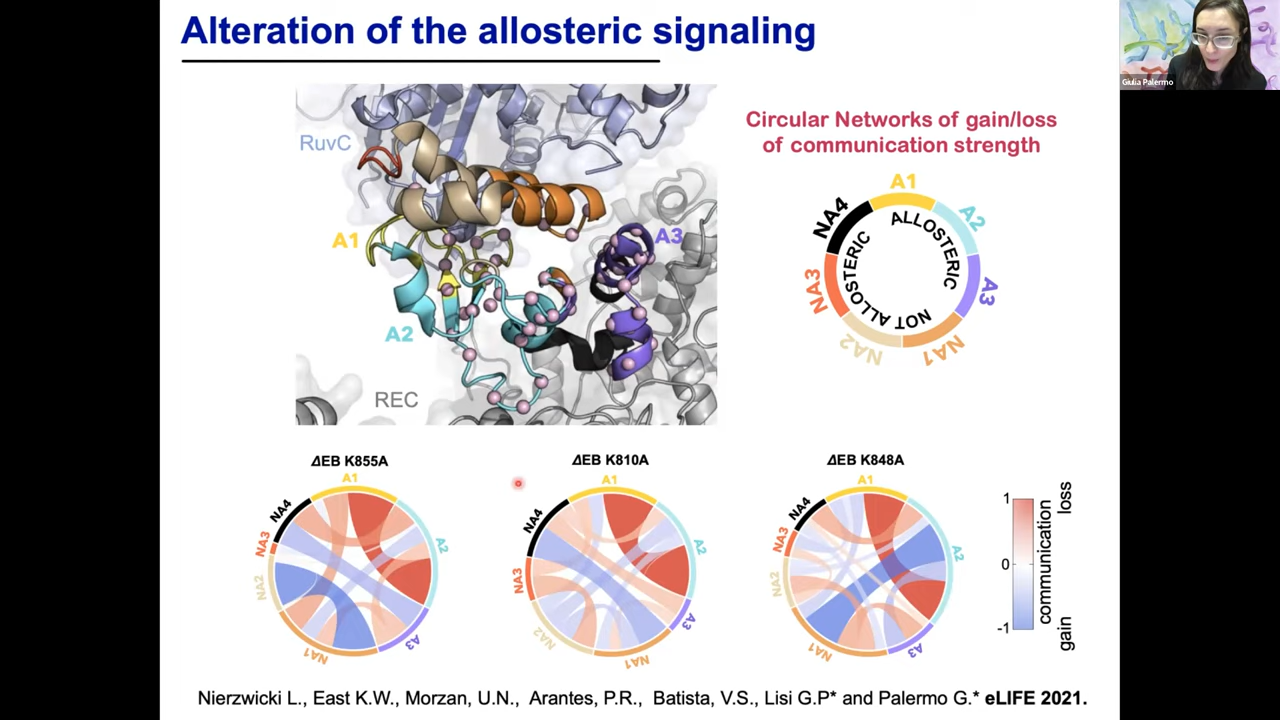 Alteration of the allosteric signaling
Giulia Palermo
RuvC
A1
A2
A3
REC
Circular Networks of gain/loss
of communication strength
A1
A2
A3
NA1
NA2
NA3
NA4
ALLOSTERIC
NOT ALLOSTERIC
ΔEB K855A
A1
A2
A3
NA1
NA2
NA3
NA4
ΔEB K810A
A1
A2
A3
NA1
NA2
NA3
NA4
ΔEB K848A
A1
A2
A3
NA1
NA2
NA3
NA4
1
0
-1
communication
gain loss
Nierzwicki L., East K.W., Morzan, U.N., Arantes, P.R., Batista, V.S., Lisi G.P* and Palermo G.* eLIFE 2021.